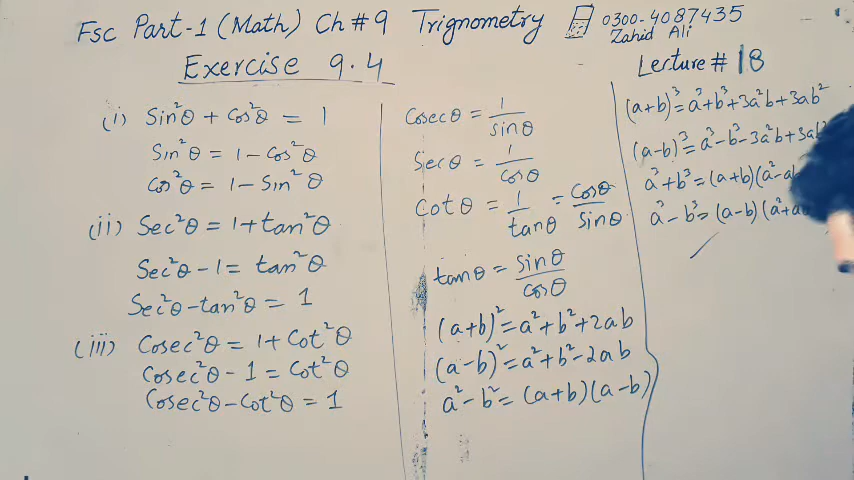 Fsc Part-1 (Math) Ch # 9 Trignometry 0300-4087435
Zahid Ali
Exercise 9.4
Lecture # 18
(i) Sin²θ + Cos²θ = 1
Sin²θ = 1 - Cos²θ
Cos²θ = 1 - Sin²θ
(ii) Sec²θ = 1 + tan²θ
Sec²θ - 1 = tan²θ
Sec²θ - tan²θ = 1
(iii) Cosec²θ = 1 + Cot²θ
Cosec²θ - 1 = Cot²θ
Cosec²θ - Cot²θ = 1
Cosecθ = 1/sinθ
Secθ = 1/cosθ
Cotθ = 1/tanθ = Cosθ/Sinθ
tanθ = Sinθ/Cosθ
(a+b)² = a² + b² + 2ab
(a-b)² = a² + b² - 2ab
a² - b² = (a+b)(a-b)
(a+b)³ = a³ + b³ + 3a²b + 3ab²
(a-b)³ = a³ - b³ - 3a²b + 3ab²
a³ + b³ = (a+b)(a² - ab
a³ - b³ = (a-b)(a² + a